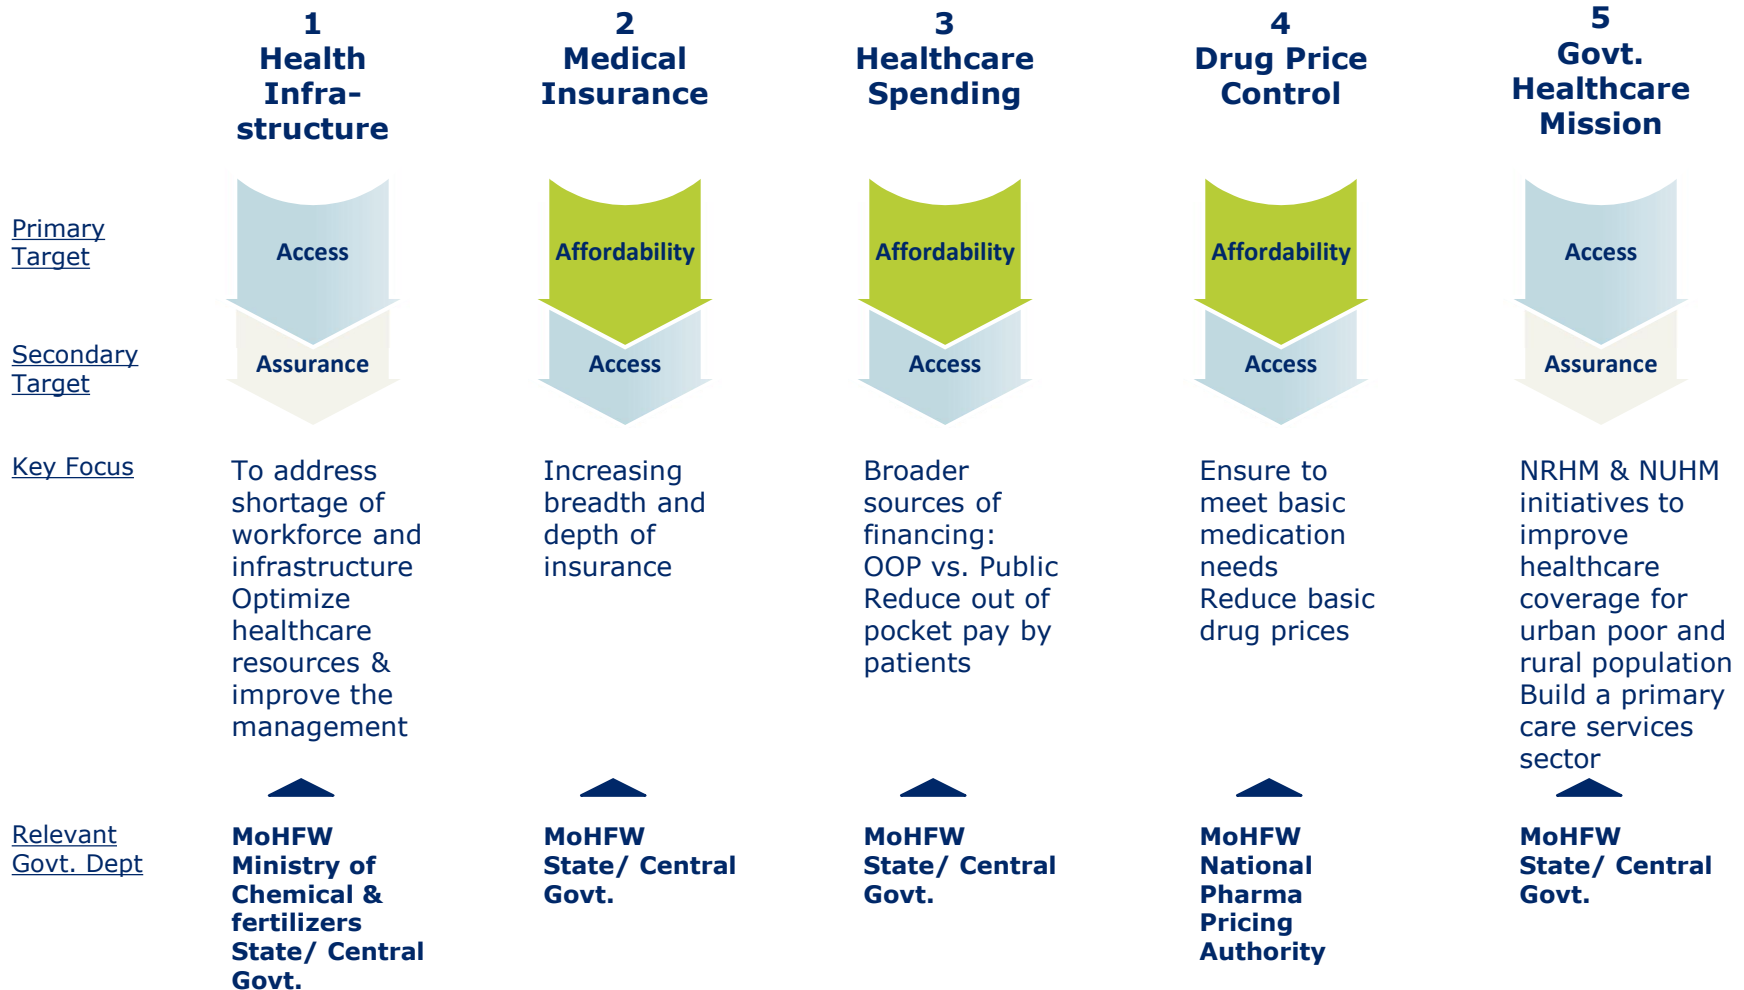 1
Health
Infra-
structure
2
Medical
Insurance
3
Healthcare
Spending
4
Drug Price
Control
5
Govt.
Healthcare
Mission
Primary
Target
Access
Affordability
Affordability
Affordability
Access
Secondary
Target
Assurance
Access
Access
Access
Assurance
Key Focus
To address
shortage of
workforce and
infrastructure
Optimize
healthcare
resources &
improve the
management
Increasing
breadth and
depth of
insurance
Broader
sources of
financing:
OOP vs. Public
Reduce out of
pocket pay by
patients
Ensure to
meet basic
medication
needs
Reduce basic
drug prices
NRHM & NUHM
initiatives to
improve
healthcare
coverage for
urban poor and
rural population
Build a primary
care services
sector
Relevant
Govt. Dept
MoHFW
Ministry of
Chemical &
fertilizers
State/ Central
Govt.
MoHFW
State/ Central
Govt.
MoHFW
State/ Central
Govt.
MoHFW
National
Pharma
Pricing
Authority
MoHFW
State/ Central
Govt.